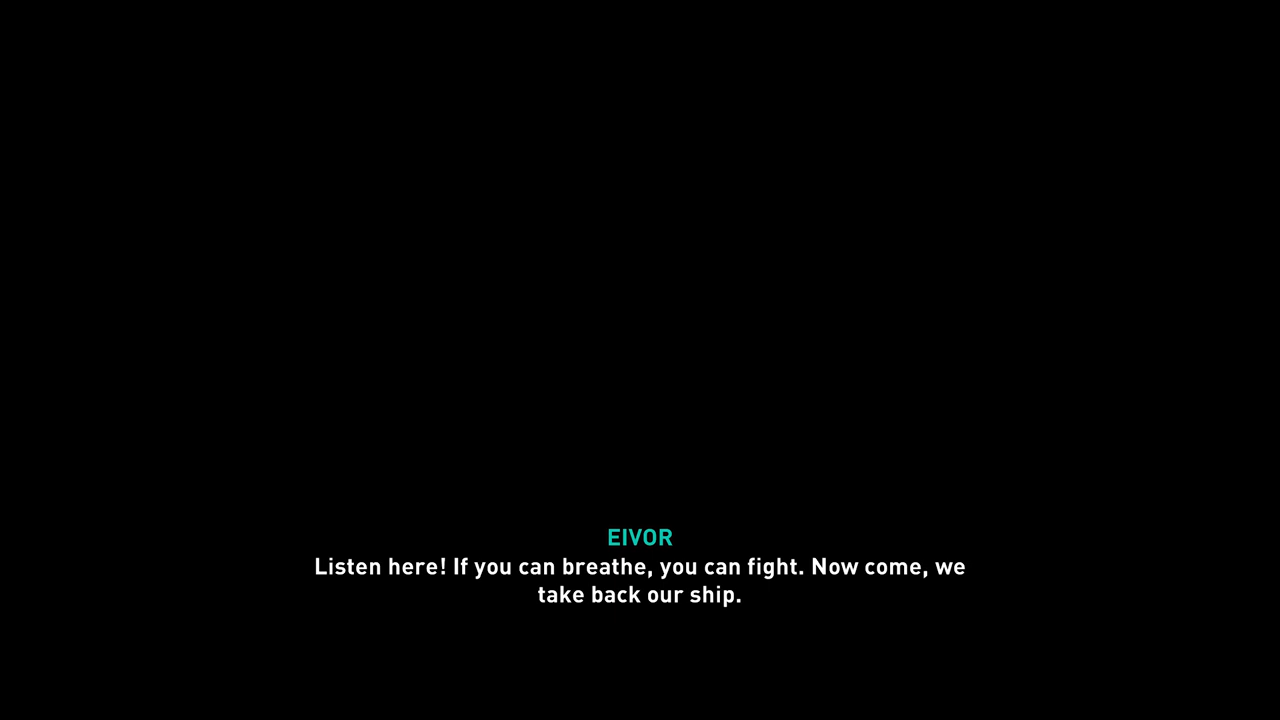 EIVOR
Listen here! If you can breathe, you can fight. Now come, we
take back our ship.